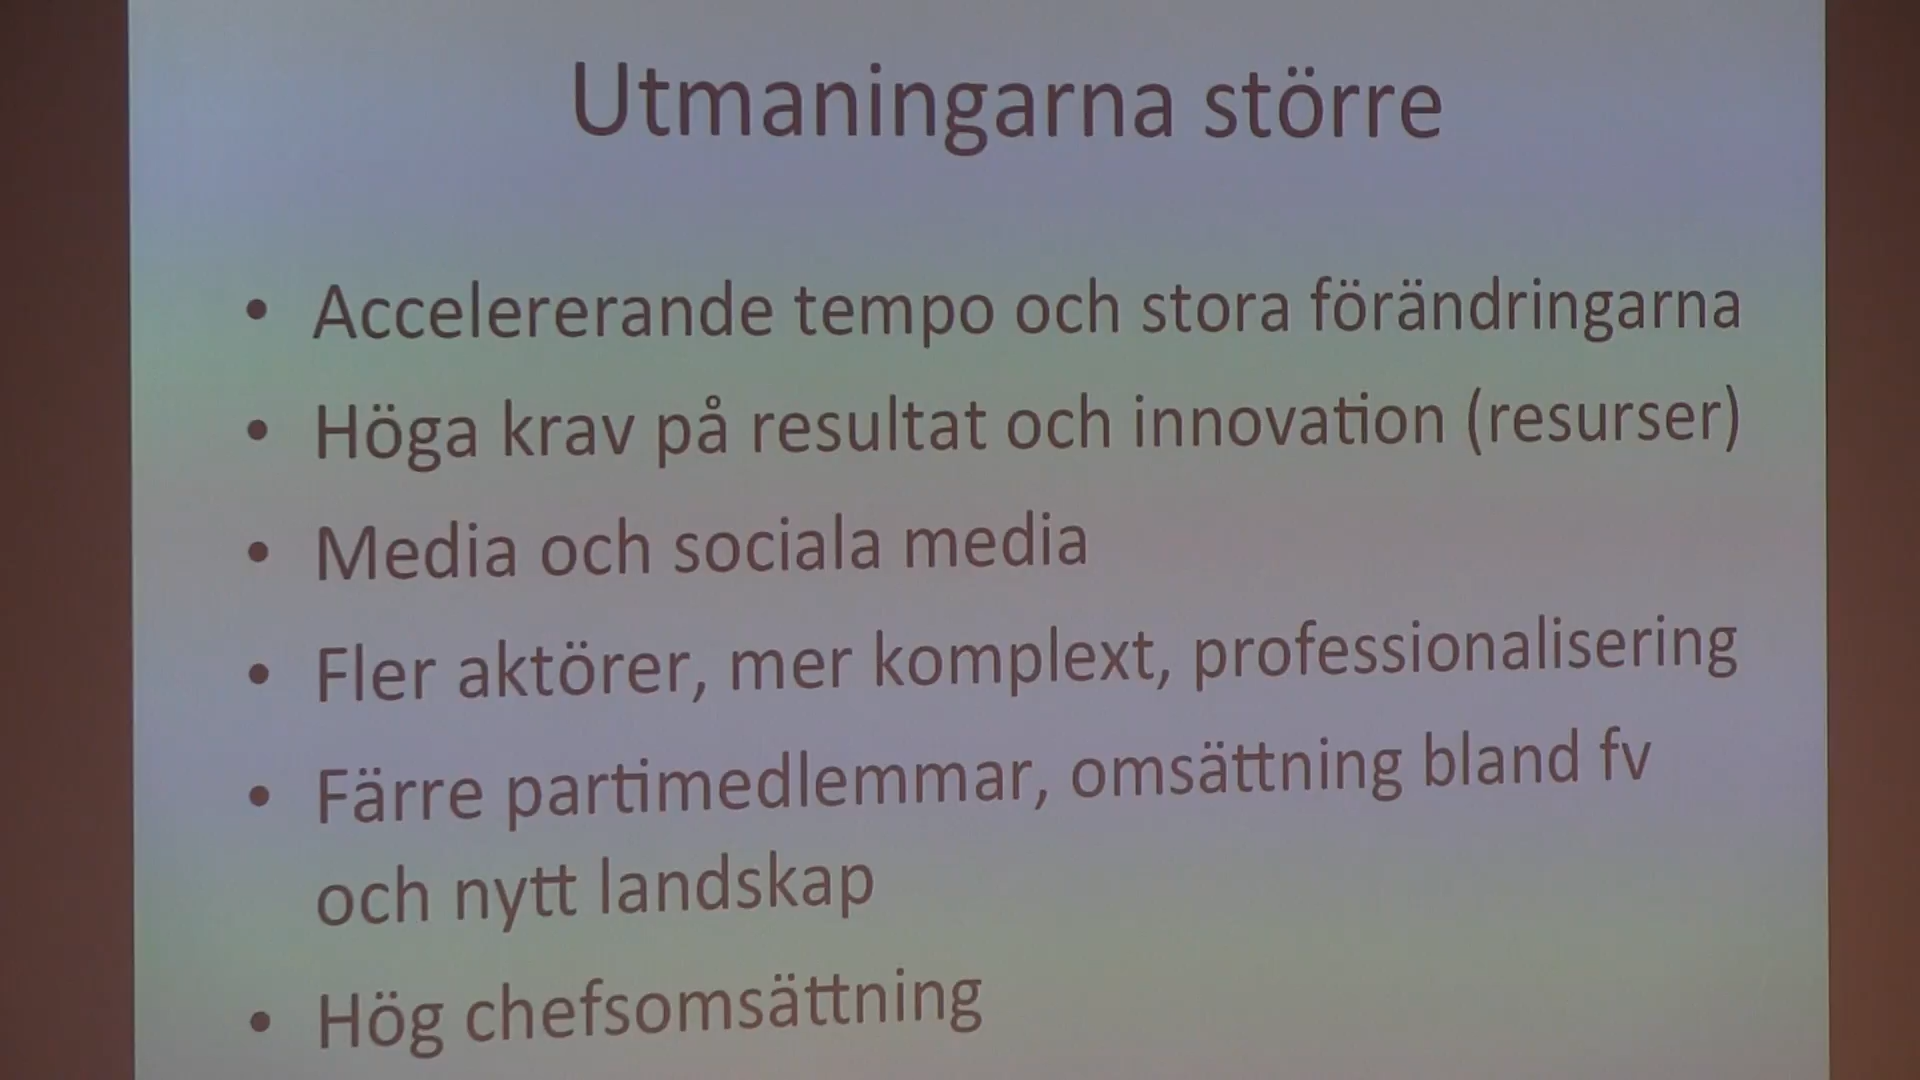 Utmaningarna större
• Accelererande tempo och stora förändringarna
• Höga krav på resultat och innovation (resurser)
• Media och sociala media
• Fler aktörer, mer komplext, professionalisering
• Färre partimedlemmar, omsättning bland fv
och nytt landskap
• Hög chefsomsättning